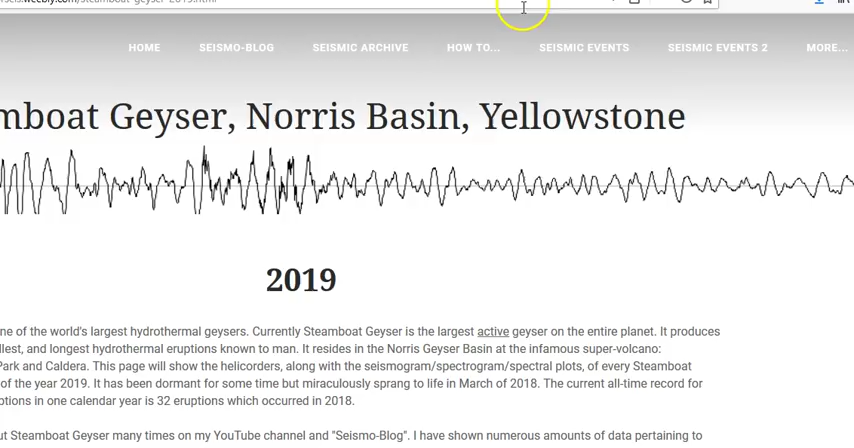 weebly.com/steamboat-geyser-2019.html
HOME SEISMO-BLOG SEISMIC ARCHIVE HOW TO... SEISMIC EVENTS SEISMIC EVENTS 2 MORE...
mboat Geyser, Norris Basin, Yellowstone
2019
ne of the world's largest hydrothermal geysers. Currently Steamboat Geyser is the largest active geyser on the entire planet. It produces
llest, and longest hydrothermal eruptions known to man. It resides in the Norris Geyser Basin at the infamous super-volcano:
Park and Caldera. This page will show the helicorders, along with the seismogram/spectrogram/spectral plots, of every Steamboat
of the year 2019. It has been dormant for some time but miraculously sprang to life in March of 2018. The current all-time record for
ptions in one calendar year is 32 eruptions which occurred in 2018.
ut Steamboat Geyser many times on my YouTube channel and "Seismo-Blog". I have shown numerous amounts of data pertaining to